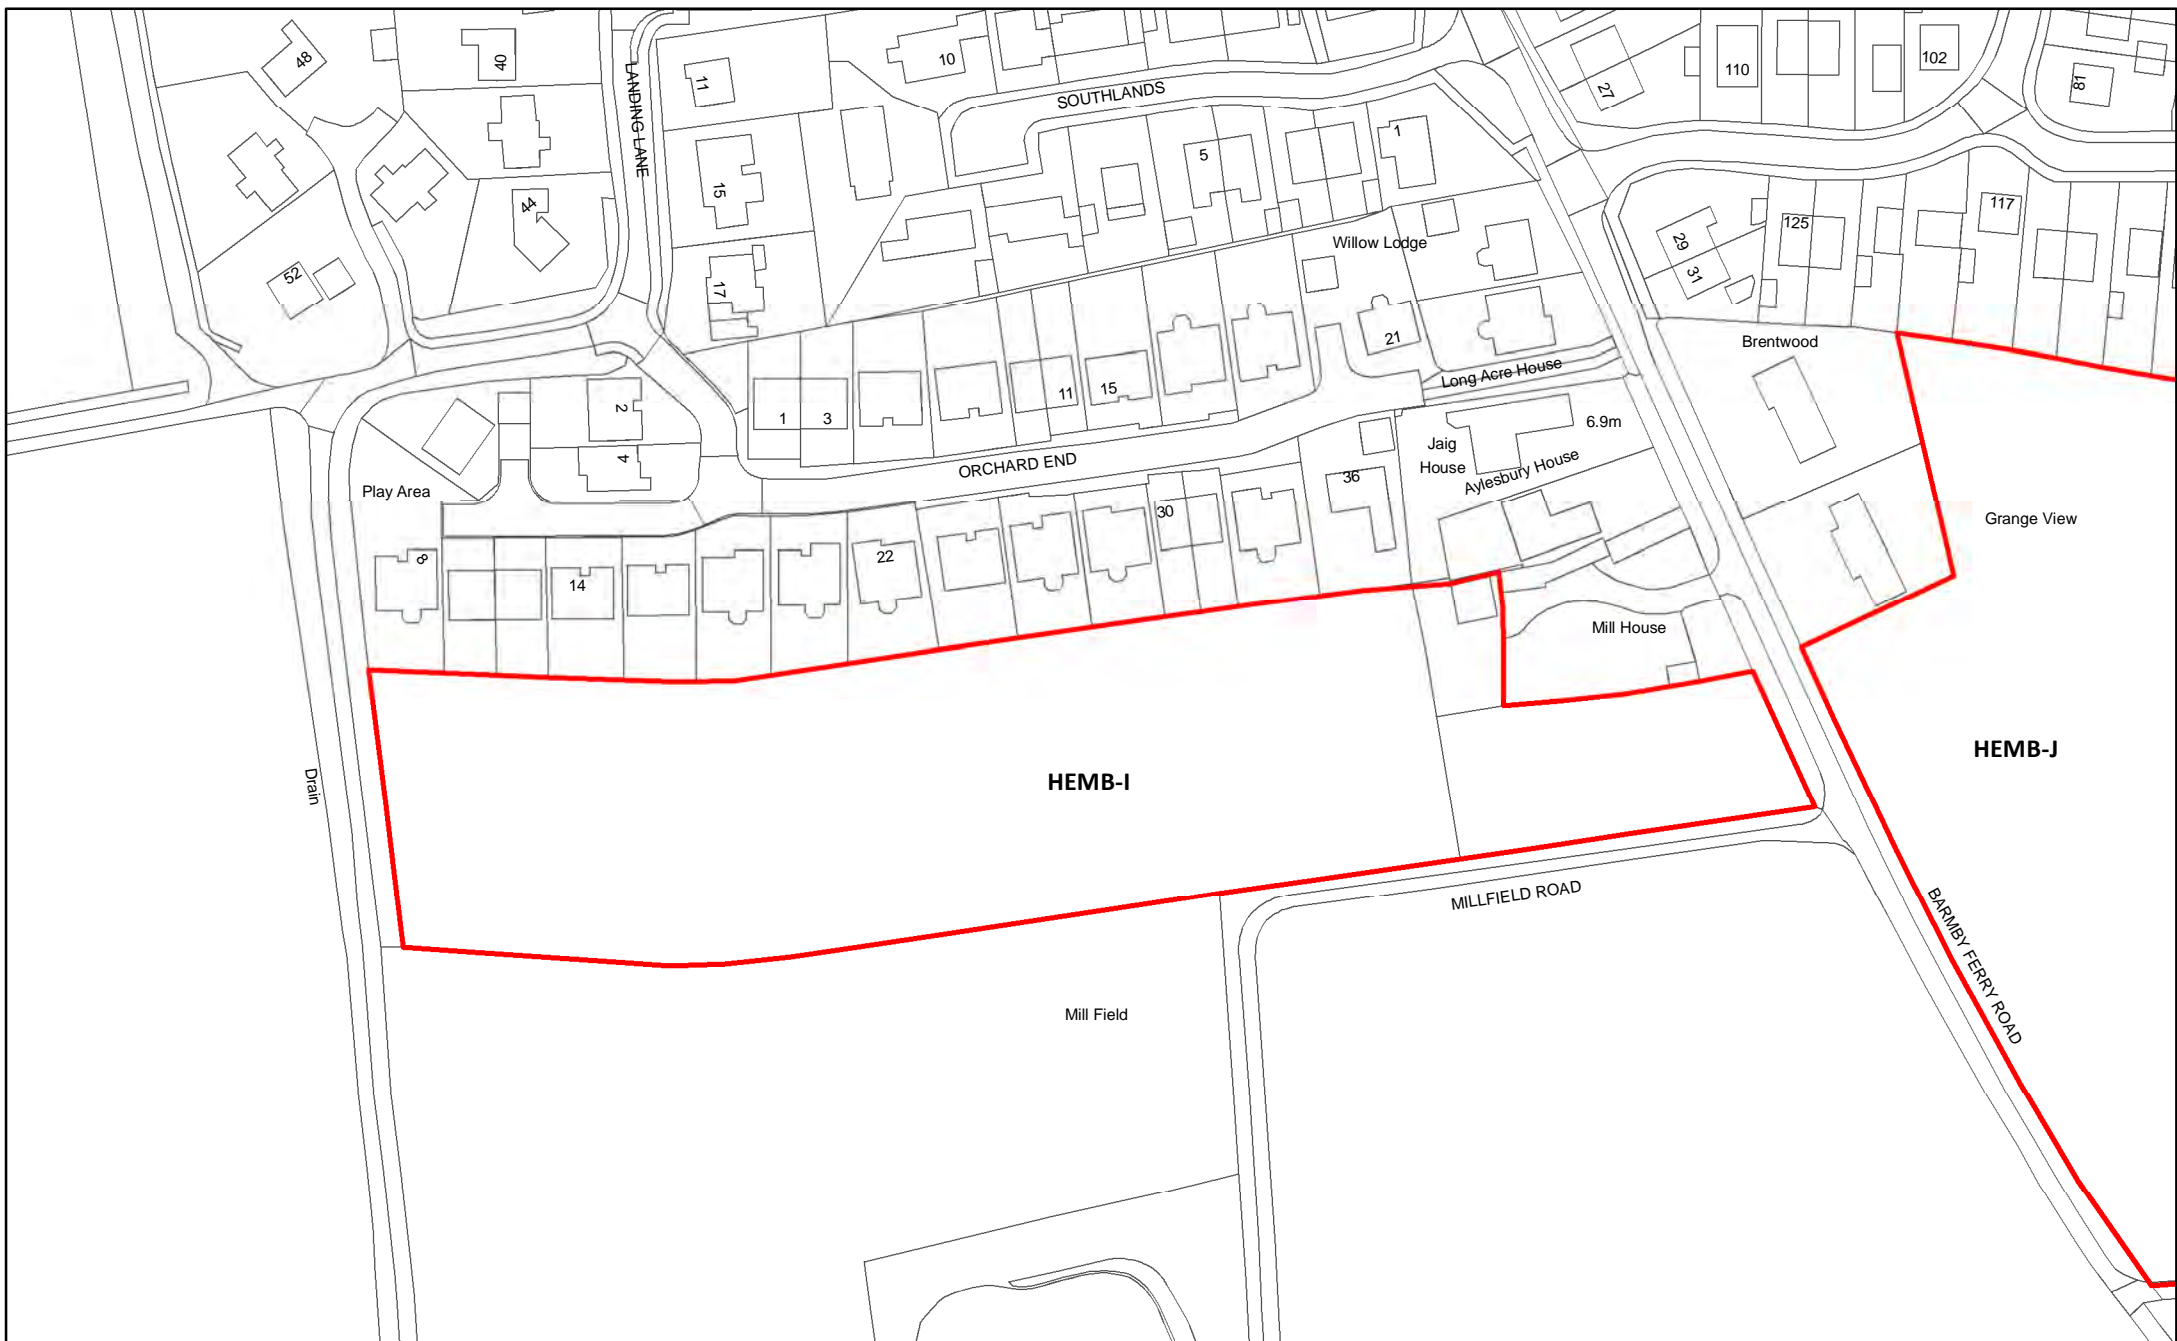 48
40
LANDING LANE
11
10
SOUTHLANDS
27
110
102
81
15
5
1
44
52
17
Willow Lodge
29
31
125
117
21
Brentwood
Long Acre House
2
4
1
3
11
15
6.9m
Jaig
House
Aylesbury House
ORCHARD END
36
Play Area
30
Grange View
8
14
22
Mill House
Drain
HEMB-I
HEMB-J
MILLFIELD ROAD
BARMBY FERRY ROAD
Mill Field